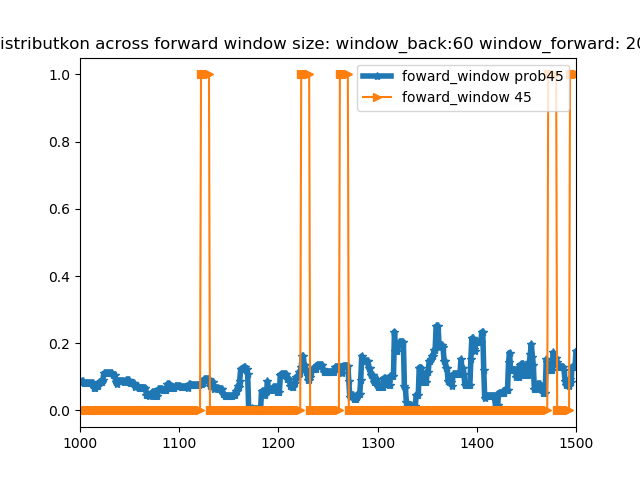 istributkon across forward window size: window_back:60 window_forward: 20
foward_window prob45
foward_window 45
1.0
0.8
0.6
0.4
0.2
0.0
1000 1100 1200 1300 1400 1500